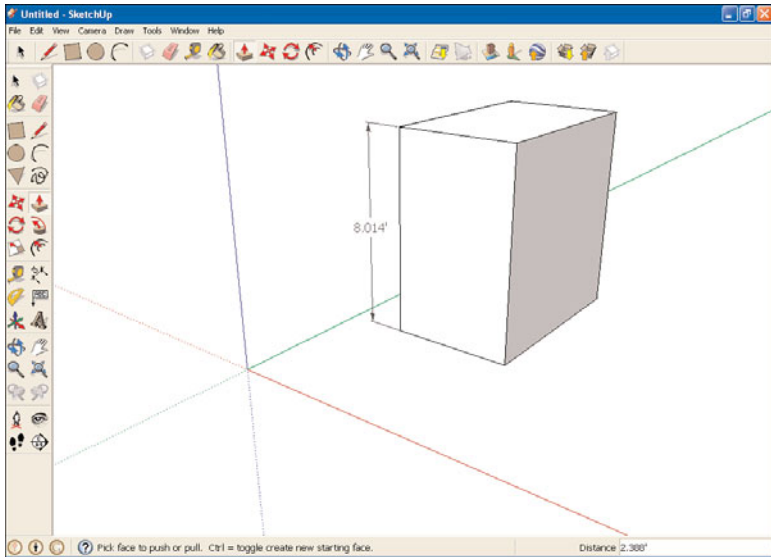 Untitled - SketchUp
File Edit View Camera Draw Tools Window Help
8.014'
ABC
Pick face to push or pull. Ctrl = toggle create new starting face.
Distance 2.388"